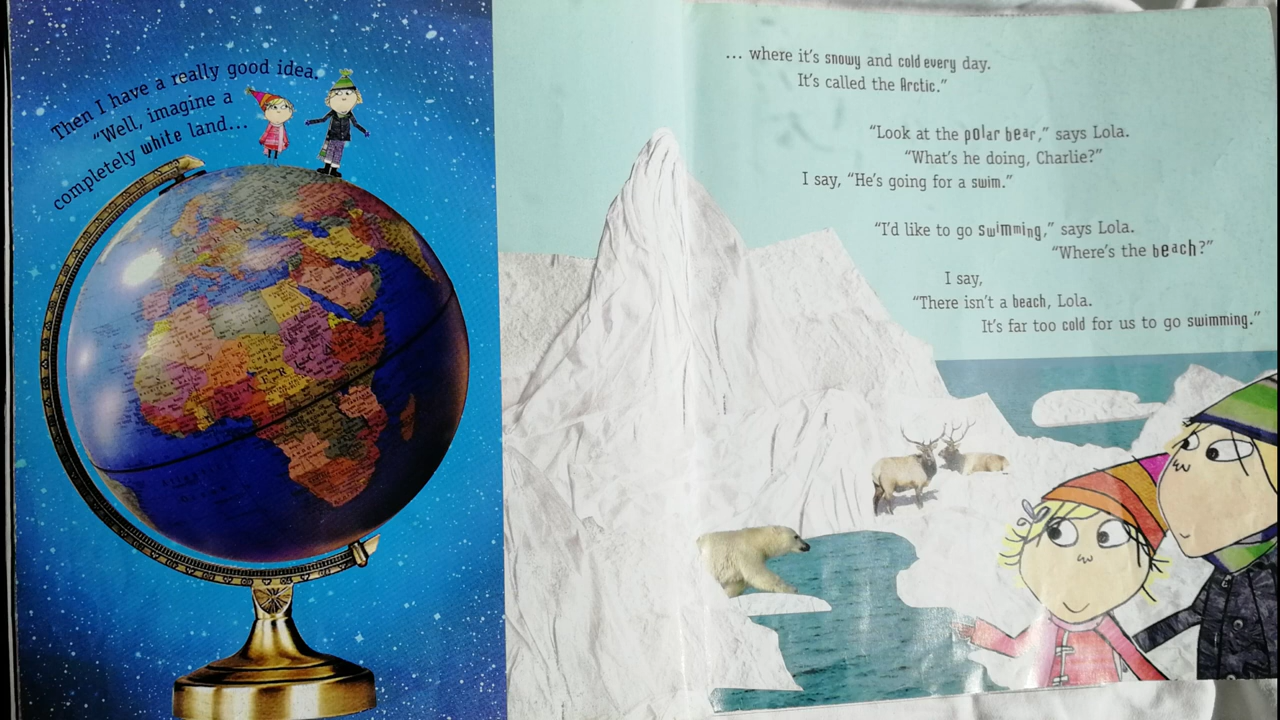 Then I have a really good idea.
"Well, imagine a
completely white land...
... where it's snowy and cold every day.
It's called the Arctic."
"Look at the polar bear," says Lola.
"What's he doing, Charlie?"
I say, "He's going for a swim."
"I'd like to go swimming," says Lola.
"Where's the beach?"
I say,
"There isn't a beach, Lola.
It's far too cold for us to go swimming."